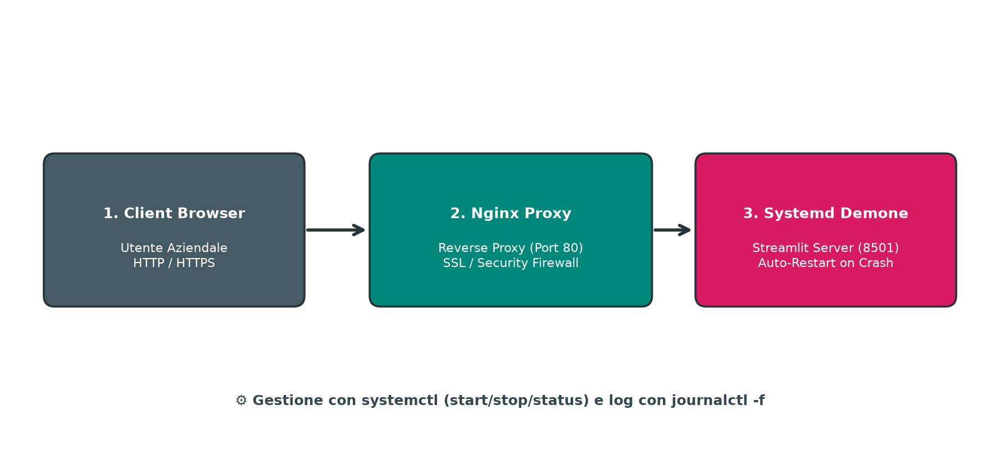 1. Client Browser
Utente Aziendale
HTTP / HTTPS
2. Nginx Proxy
Reverse Proxy (Port 80)
SSL / Security Firewall
3. Systemd Demone
Streamlit Server (8501)
Auto-Restart on Crash
⚙ Gestione con systemctl (start/stop/status) e log con journalctl -f